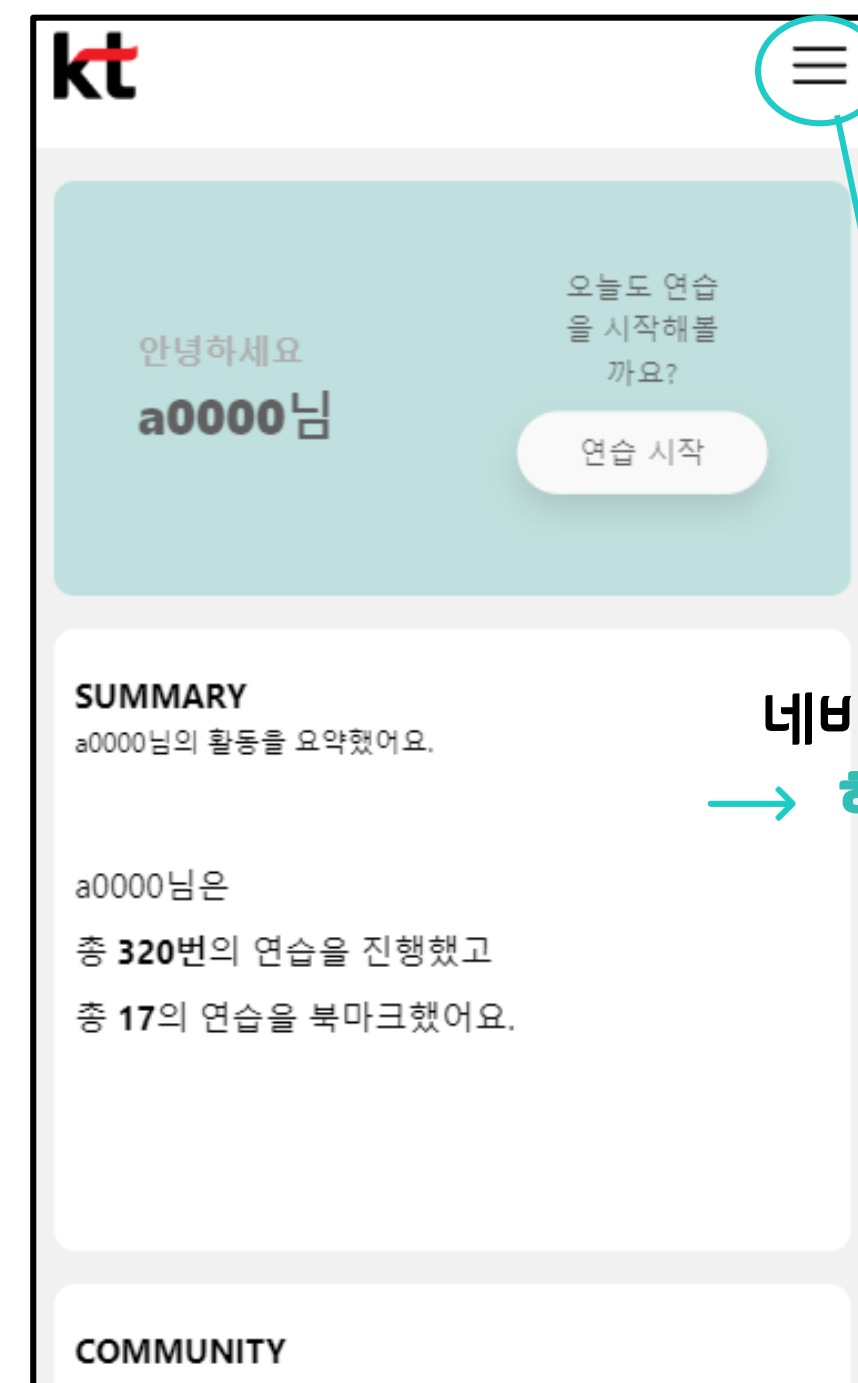 kt
안녕하세요
a0000님
오늘도 연습
을 시작해볼
까요?
연습 시작
SUMMARY
a0000님의 활동을 요약했어요.
네비
a0000님은
총 320번의 연습을 진행했고
총 17의 연습을 북마크했어요.
COMMUNITY